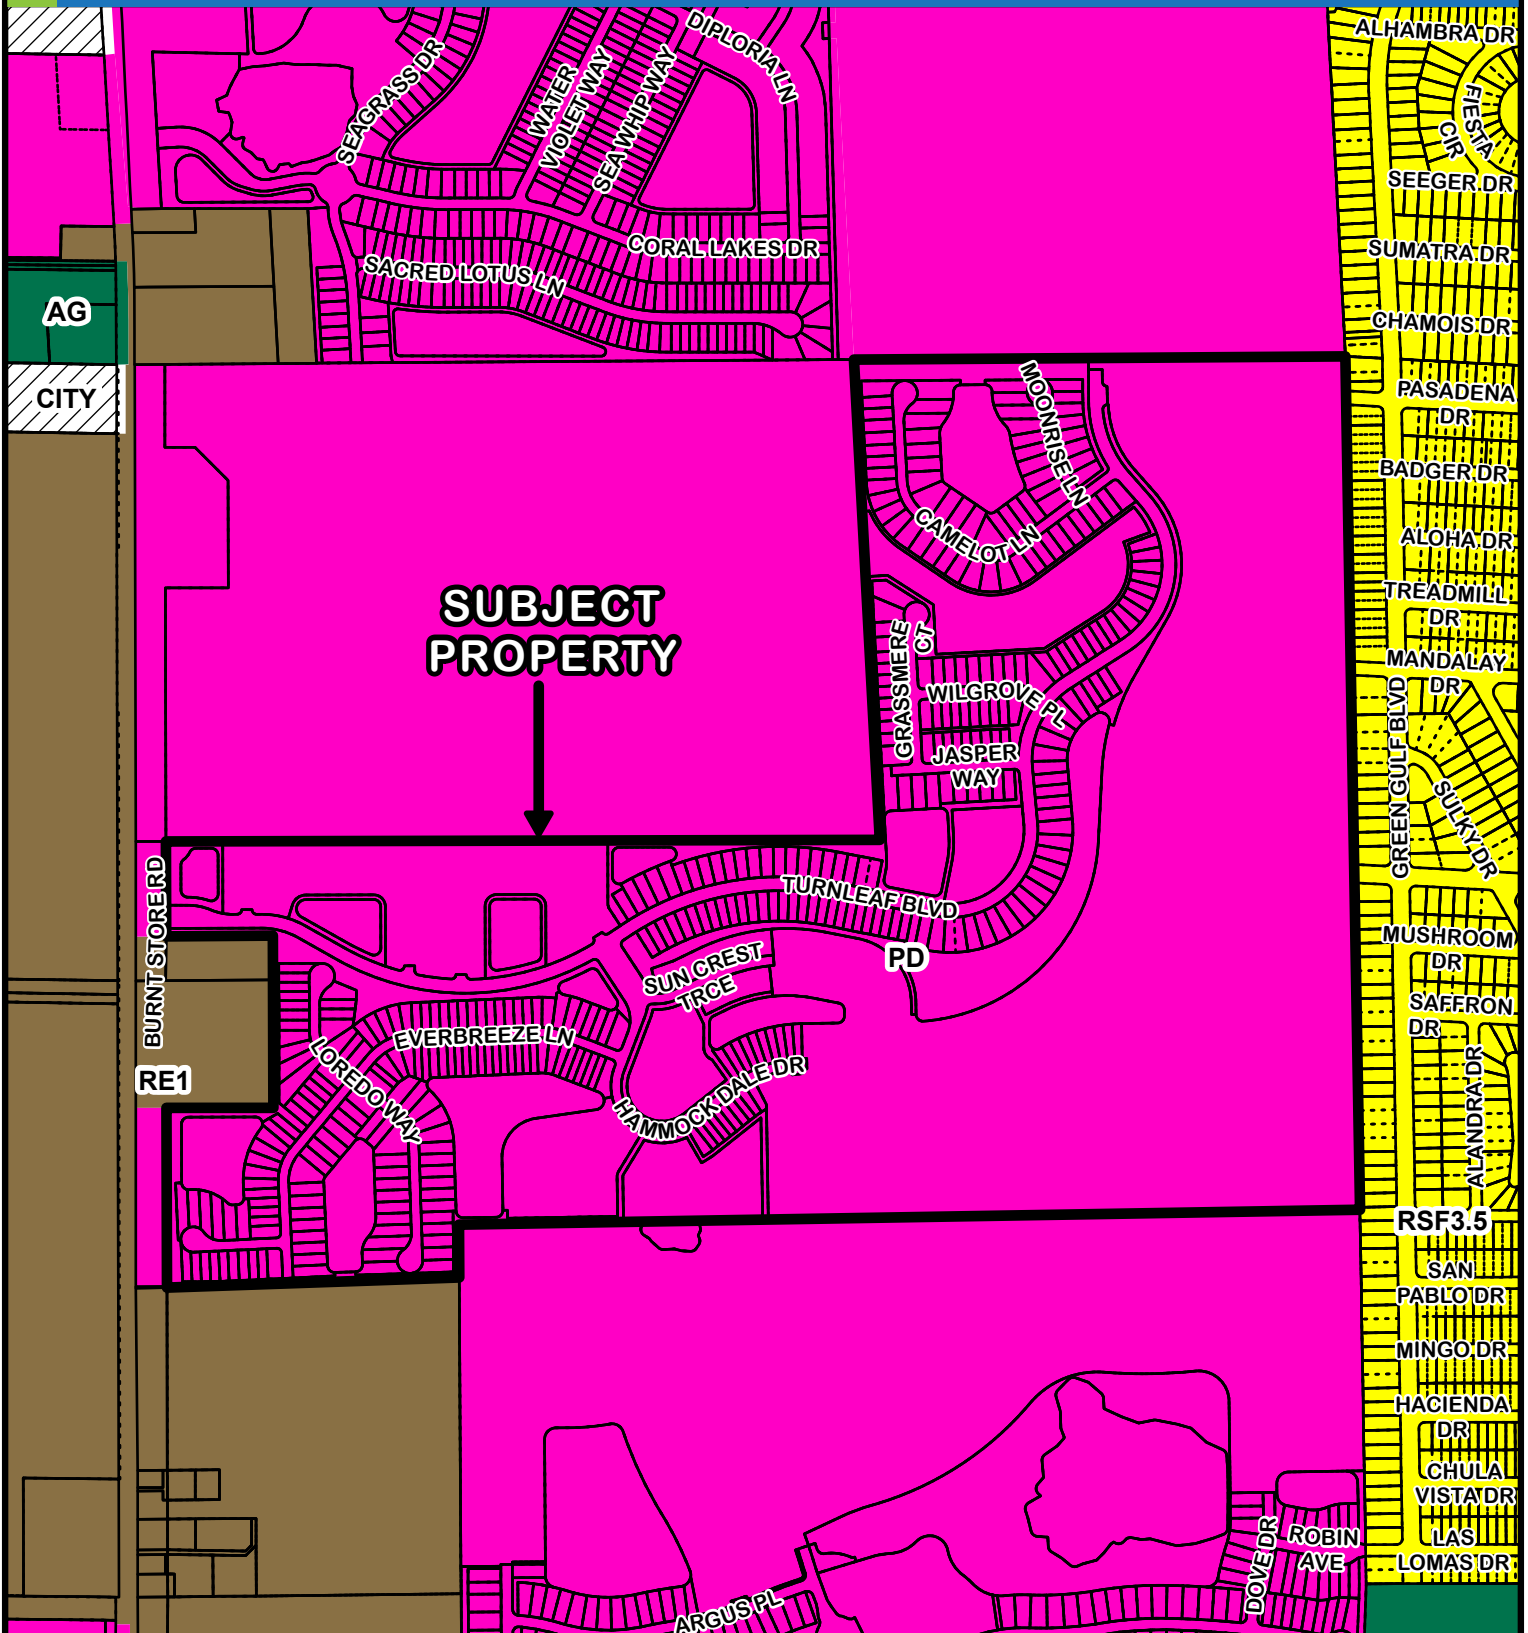 ALHAMBRA DR
DIPLORIA LN
SEAGRASS DR
WATER
VIOLET WAY
SEA WHIP WAY
FIESTA
CIR
SEEGER DR
CORAL LAKES DR
SUMATRA DR
SACRED LOTUS LN
AG
CHAMOIS DR
CITY
MOONRISE LN
PASADENA
DR
BADGER DR
CAMELOT LN
ALOHA DR
SUBJECT
PROPERTY
TREADMILL
DR
GRASSMERE
CT
MANDALAY
DR
WILGROVE PL
GREEN GULF BLVD
JASPER
WAY
SULKY DR
BURNT STORE RD
TURNLEAF BLVD
MUSHROOM
DR
PD
SUN CREST
TRCE
SAFFRON
DR
EVERBREEZE LN
LOREDO WAY
RE1
HAMMOCK DALE DR
ALANDRA DR
RSF3.5
SAN
PABLO DR
MINGO DR
HACIENDA
DR
CHULA
VISTA DR
DOVE DR
ROBIN
AVE
LAS
LOMAS DR
ARGUS PL